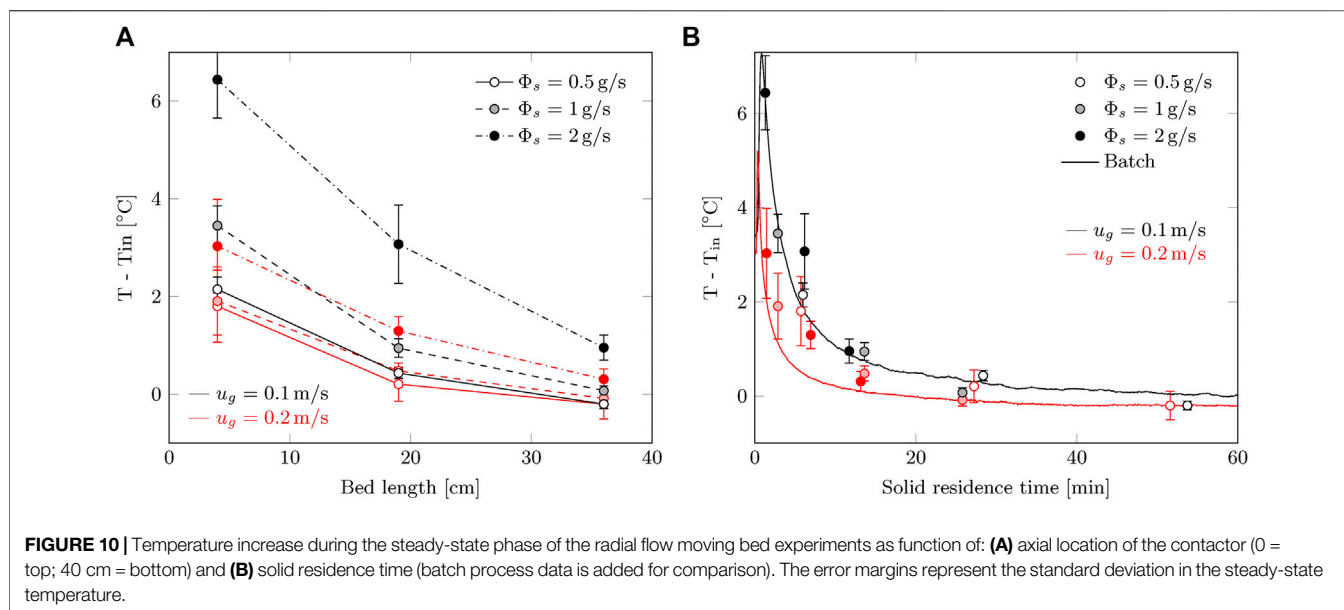 A
B
Φs = 0.5 g/s
Φs = 1 g/s
Φs = 2 g/s
ug = 0.1 m/s
ug = 0.2 m/s
T - Tin [°C]
6
4
2
0
0
10
20
30
40
Bed length [cm]
Φs = 0.5 g/s
Φs = 1 g/s
Φs = 2 g/s
Batch
ug = 0.1 m/s
ug = 0.2 m/s
T - Tin [°C]
6
4
2
0
0
20
40
60
Solid residence time [min]
FIGURE 10 | Temperature increase during the steady-state phase of the radial flow moving bed experiments as function of: (A) axial location of the contactor (0 =
top; 40 cm = bottom) and (B) solid residence time (batch process data is added for comparison). The error margins represent the standard deviation in the steady-state
temperature.